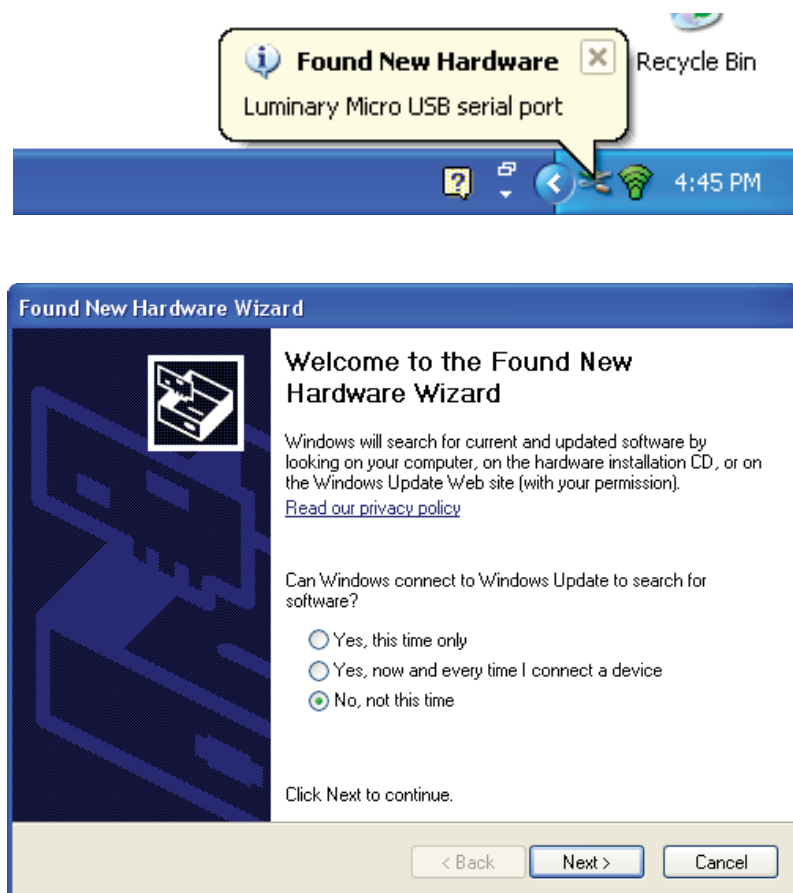 Found New Hardware
Recycle Bin
Luminary Micro USB serial port
4:45 PM
Found New Hardware Wizard
Welcome to the Found New
Hardware Wizard
Windows will search for current and updated software by
looking on your computer, on the hardware installation CD, or on
the Windows Update Web site (with your permission).
Read our privacy policy
Can Windows connect to Windows Update to search for
software?
Yes, this time only
Yes, now and every time I connect a device
No, not this time
Click Next to continue.
< Back
Next >
Cancel